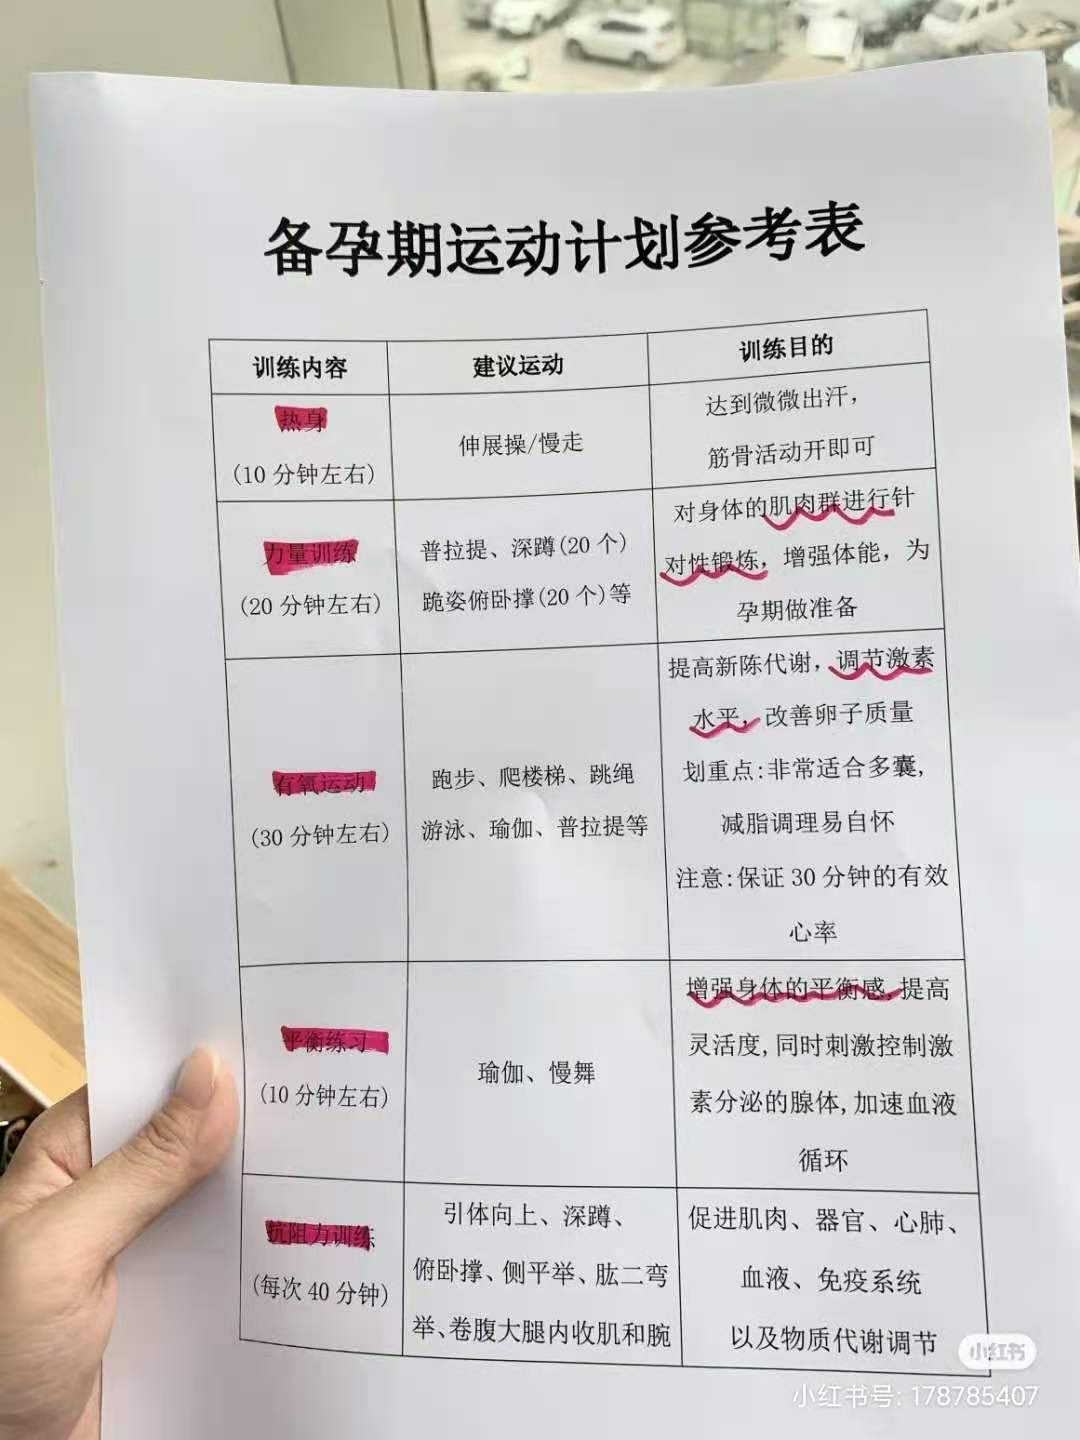 备孕期运动计划参考表
训练内容 建议运动 训练目的
热身
(10 分钟左右)
伸展操/慢走
达到微微出汗，
筋骨活动开即可
力量训练
(20 分钟左右)
普拉提、深蹲(20 个)
跪姿俯卧撑(20 个)等
对身体的肌肉群进行针
对性锻炼，增强体能，为
孕期做准备
有氧运动
(30 分钟左右)
跑步、爬楼梯、跳绳
游泳、瑜伽、普拉提等
提高新陈代谢，调节激素
水平，改善卵子质量
划重点:非常适合多囊,
减脂调理易自怀
注意:保证 30 分钟的有效
心率
平衡练习
(10 分钟左右)
瑜伽、慢舞
增强身体的平衡感,提高
灵活度,同时刺激控制激
素分泌的腺体,加速血液
循环
抗阻力训练
(每次 40 分钟)
引体向上、深蹲、
俯卧撑、侧平举、肱二弯
举、卷腹大腿内收肌和腕
促进肌肉、器官、心肺、
血液、免疫系统
以及物质代谢调节
小红书
小红书号: 178785407